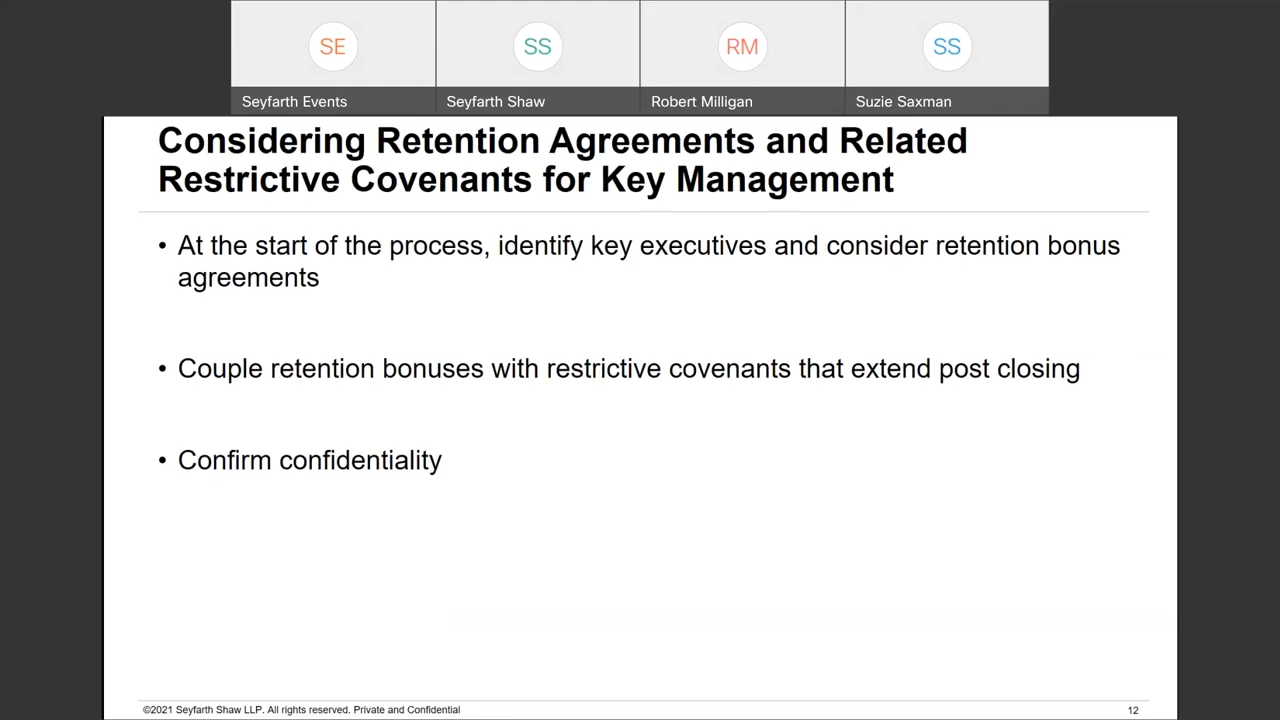 SE
SS
RM
SS
Seyfarth Events
Seyfarth Shaw
Robert Milligan
Suzie Saxman
Considering Retention Agreements and Related
Restrictive Covenants for Key Management
• At the start of the process, identify key executives and consider retention bonus
agreements
• Couple retention bonuses with restrictive covenants that extend post closing
• Confirm confidentiality
©2021 Seyfarth Shaw LLP. All rights reserved. Private and Confidential
12